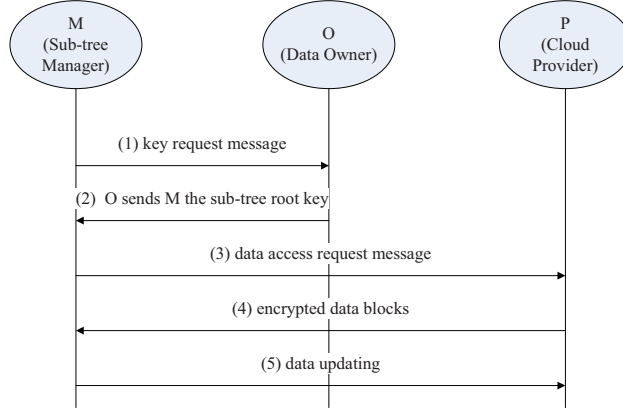 M
(Sub-tree
Manager)
O
(Data Owner)
P
(Cloud
Provider)
(1) key request message
(2) O sends M the sub-tree root key
(3) data access request message
(4) encrypted data blocks
(5) data updating